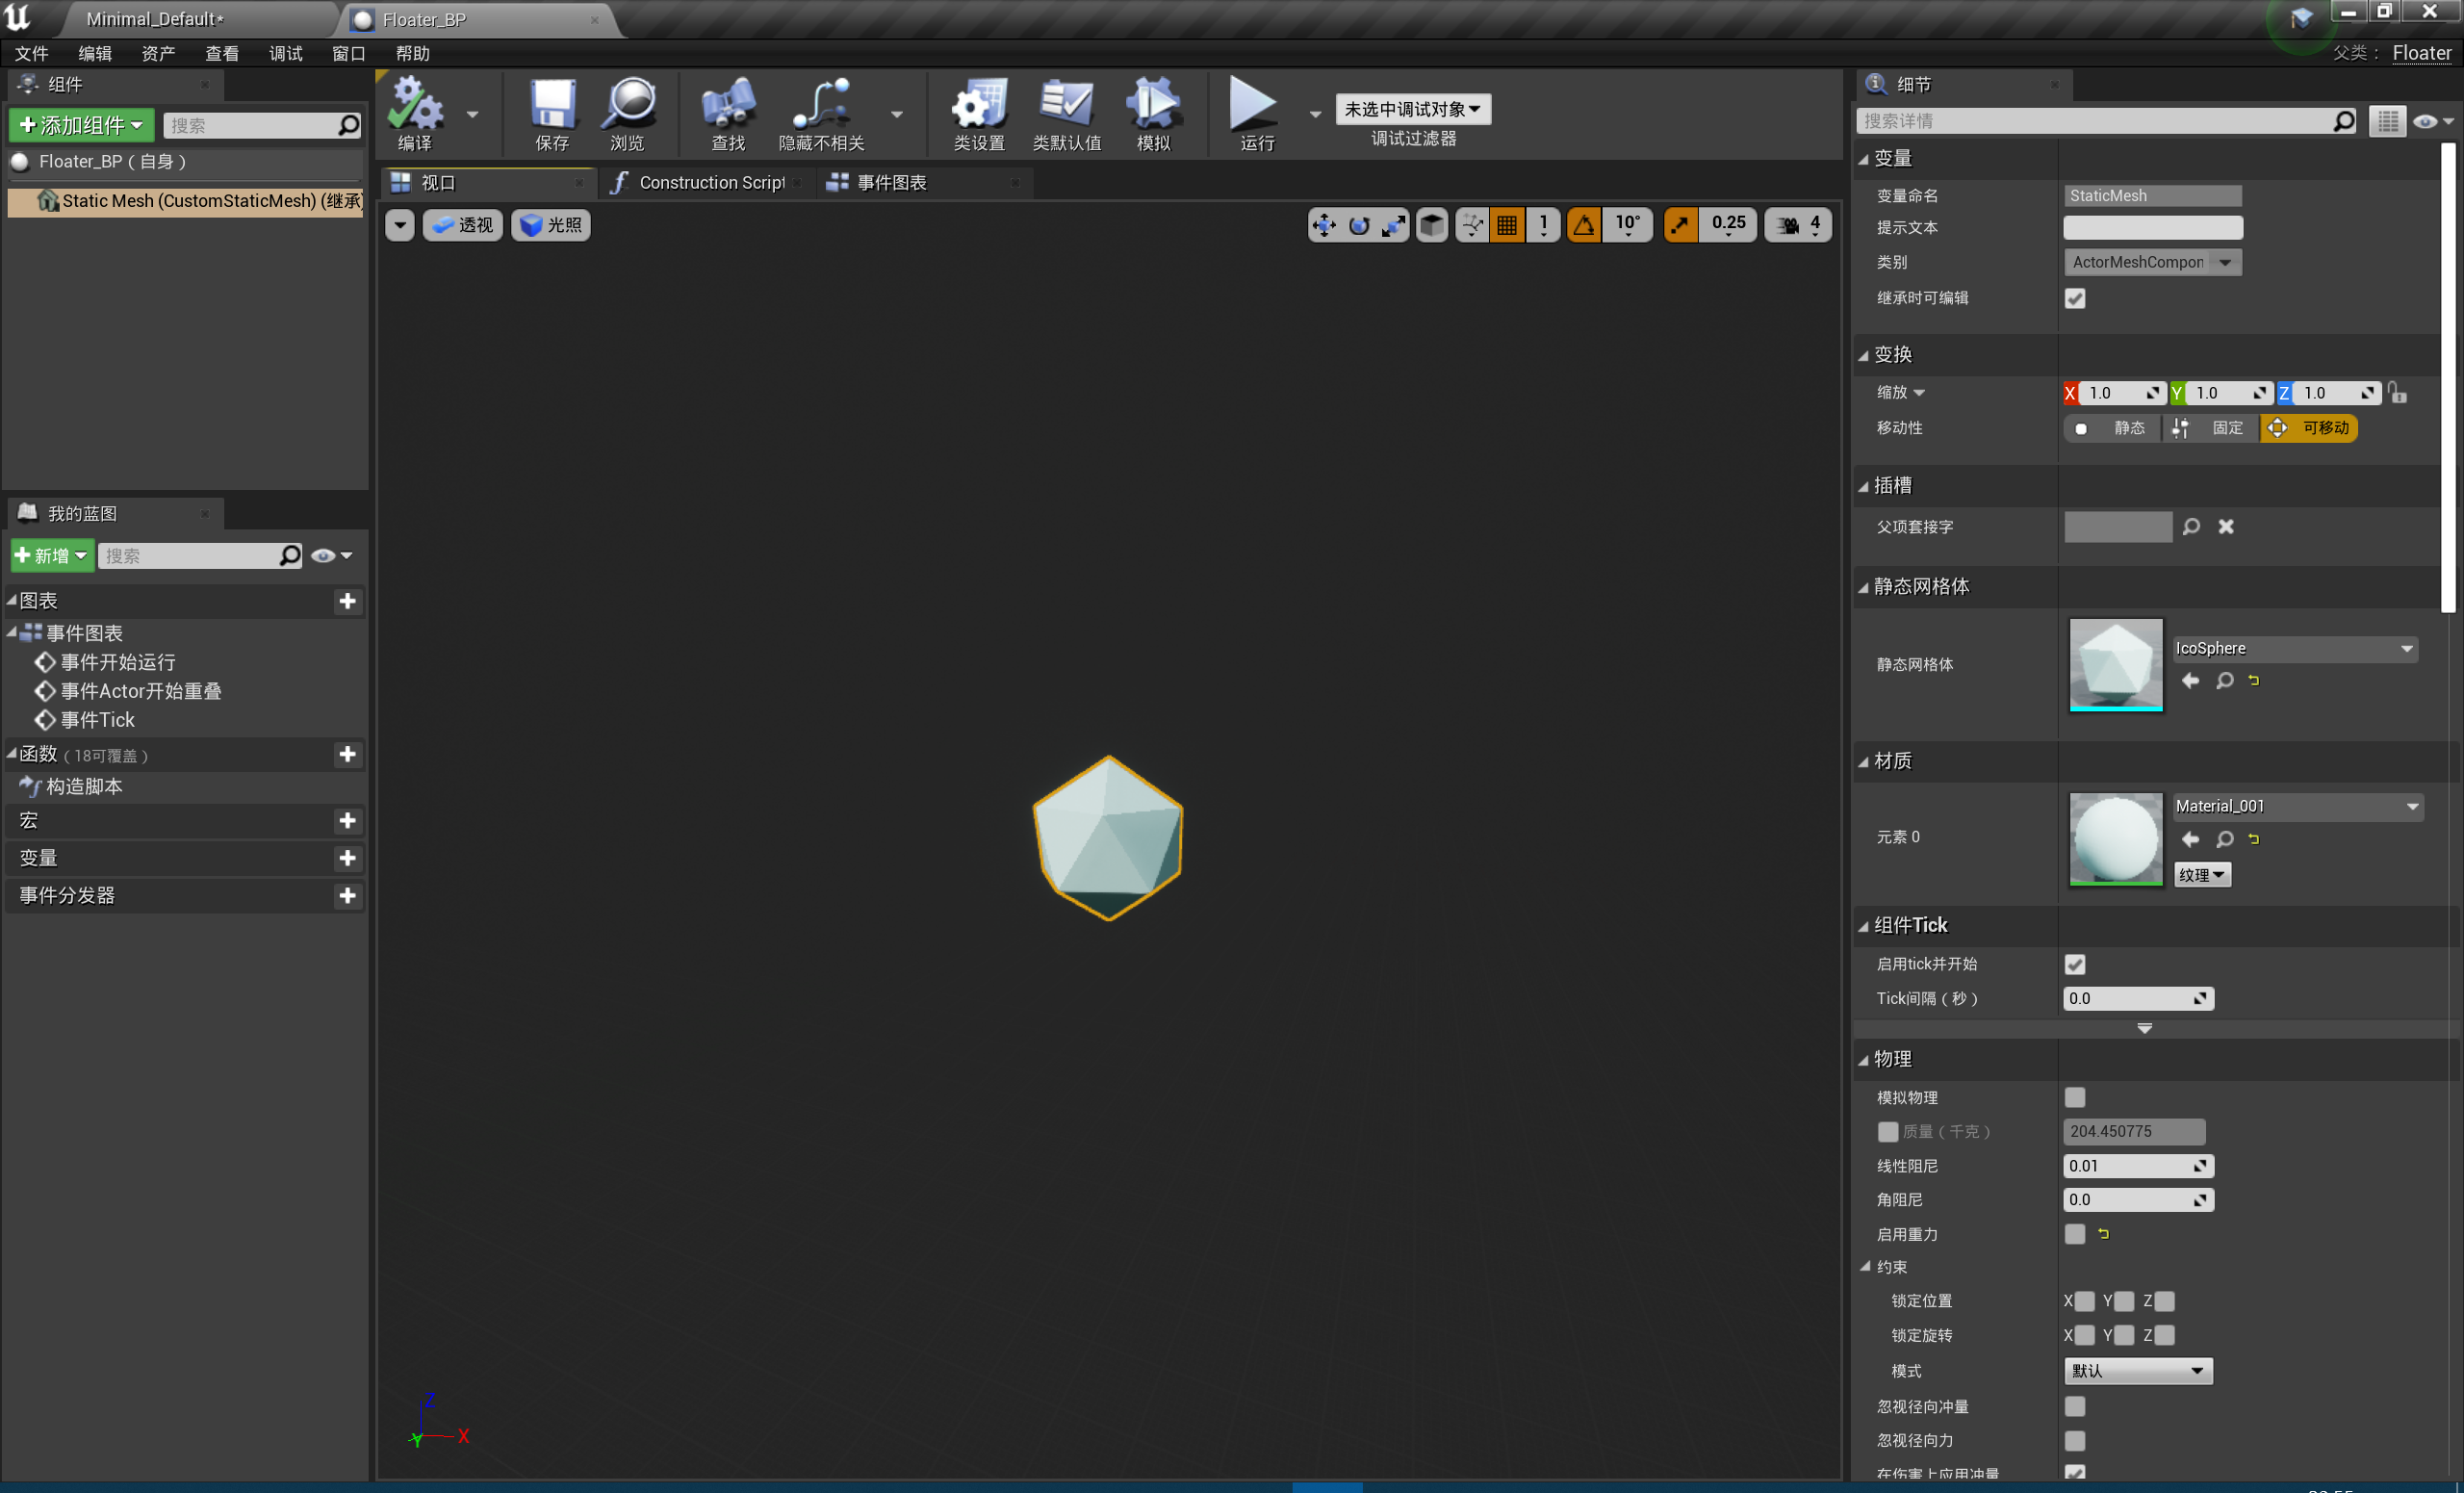 Minimal_Default*
Floater_BP
文件 编辑 资产 查看 调试 窗口 帮助
父类： Floater
组件
添加组件
搜索
Floater_BP（自身）
Static Mesh (CustomStaticMesh) (继承)
我的蓝图
新增
搜索
图表
事件图表
事件开始运行
事件Actor开始重叠
事件Tick
函数（18可覆盖）
构造脚本
宏
变量
事件分发器
编译 保存 浏览 查找 隐藏不相关 类设置 类默认值 模拟 运行
未选中调试对象
调试过滤器
视口 Construction Script 事件图表
透视 光照
1 10° 0.25 4
Z
Y X
细节
搜索详情
变量
变量命名 StaticMesh
提示文本
类别 ActorMeshCompon
继承时可编辑
变换
缩放 X 1.0 Y 1.0 Z 1.0
移动性 静态 固定 可移动
插槽
父项套接字
静态网格体
静态网格体 IcoSphere
材质
元素 0 Material_001
纹理
组件Tick
启用tick并开始
Tick间隔（秒） 0.0
物理
模拟物理
质量（千克） 204.450775
线性阻尼 0.01
角阻尼 0.0
启用重力
约束
锁定位置 X Y Z
锁定旋转 X Y Z
模式 默认
忽视径向冲量
忽视径向力
在伤害上应用冲量